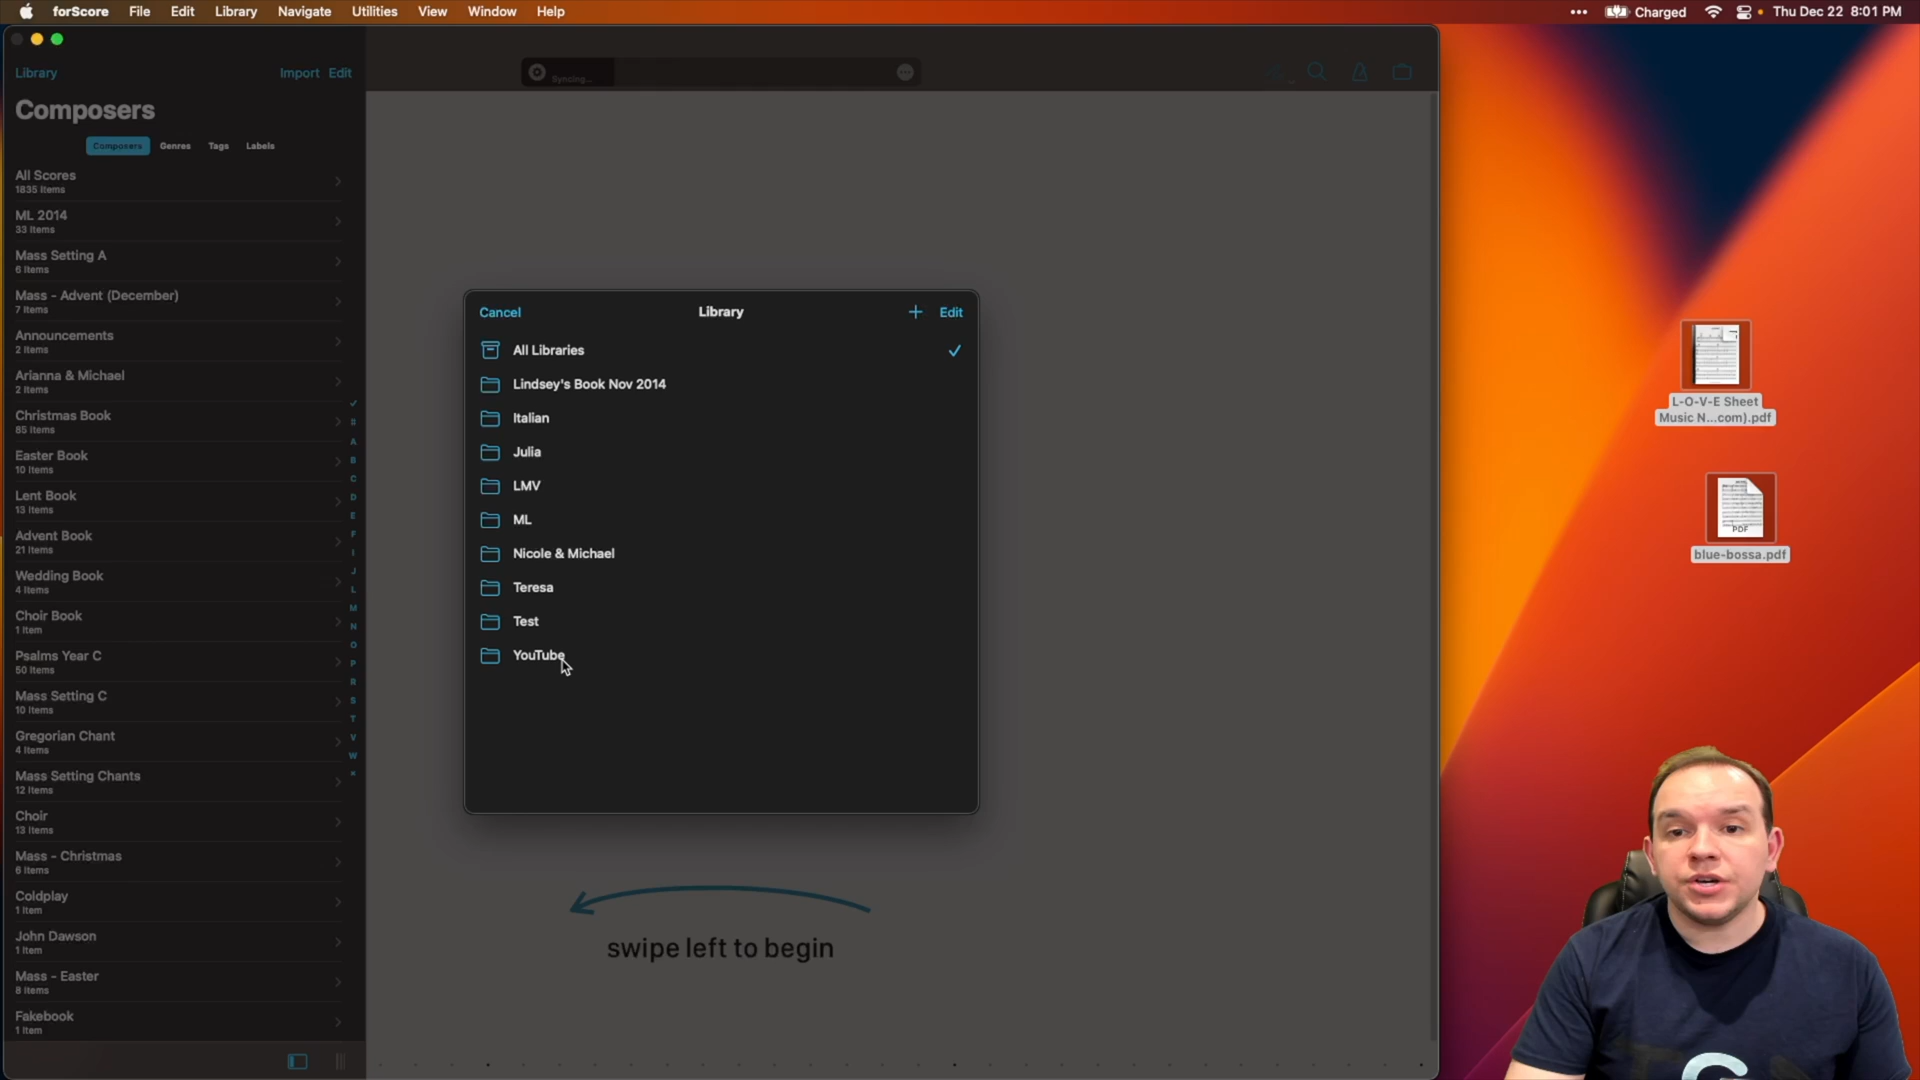 forScore File Edit Library Navigate Utilities View Window Help
Charged Thu Dec 22 8:01 PM
Library Import Edit
Syncing...
Composers
Composers Genres Tags Labels
All Scores
1835 Items
ML 2014
33 Items
Mass Setting A
6 Items
Mass - Advent (December)
7 Items
Announcements
2 Items
Arianna & Michael
2 Items
Christmas Book
85 Items
Easter Book
10 Items
Lent Book
13 Items
Advent Book
21 Items
Wedding Book
4 Items
Choir Book
1 Item
Psalms Year C
50 Items
Mass Setting C
10 Items
Gregorian Chant
4 Items
Mass Setting Chants
12 Items
Choir
13 Items
Mass - Christmas
6 Items
Coldplay
1 Item
John Dawson
1 Item
Mass - Easter
8 Items
Fakebook
1 Item
A
B
C
D
E
F
I
J
L
M
N
O
P
R
S
T
V
W
Cancel Library + Edit
All Libraries
Lindsey's Book Nov 2014
Italian
Julia
LMV
ML
Nicole & Michael
Teresa
Test
YouTube
swipe left to begin
L-O-V-E Sheet
Music N...com).pdf
PDF
blue-bossa.pdf